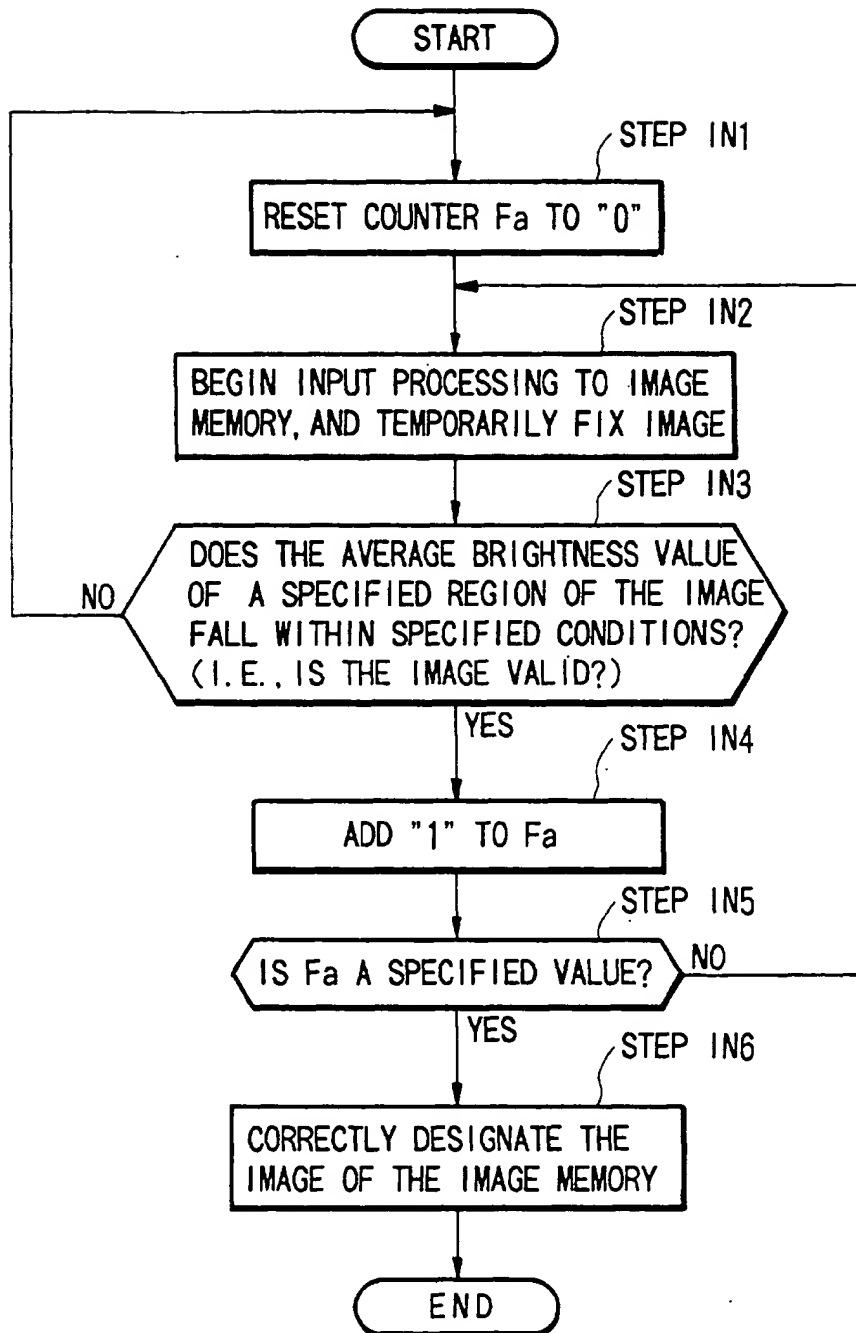 START
STEP IN1
RESET COUNTER Fa TO "0"
STEP IN2
BEGIN INPUT PROCESSING TO IMAGE
MEMORY, AND TEMPORARILY FIX IMAGE
STEP IN3
DOES THE AVERAGE BRIGHTNESS VALUE
OF A SPECIFIED REGION OF THE IMAGE
FALL WITHIN SPECIFIED CONDITIONS?
(I.E., IS THE IMAGE VALID?)
NO
YES
STEP IN4
ADD "1" TO Fa
STEP IN5
IS Fa A SPECIFIED VALUE?
NO
YES
STEP IN6
CORRECTLY DESIGNATE THE
IMAGE OF THE IMAGE MEMORY
END